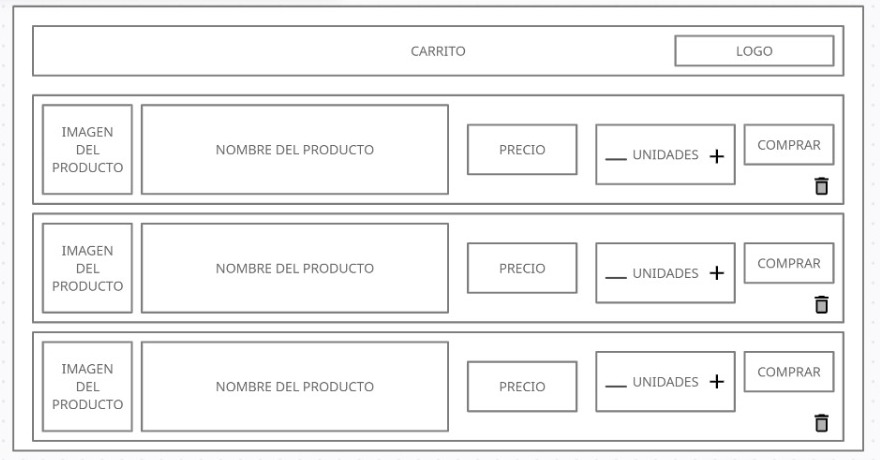 CARRITO
LOGO
IMAGEN
DEL
PRODUCTO
NOMBRE DEL PRODUCTO
PRECIO
UNIDADES
COMPRAR
IMAGEN
DEL
PRODUCTO
NOMBRE DEL PRODUCTO
PRECIO
UNIDADES
COMPRAR
IMAGEN
DEL
PRODUCTO
NOMBRE DEL PRODUCTO
PRECIO
UNIDADES
COMPRAR